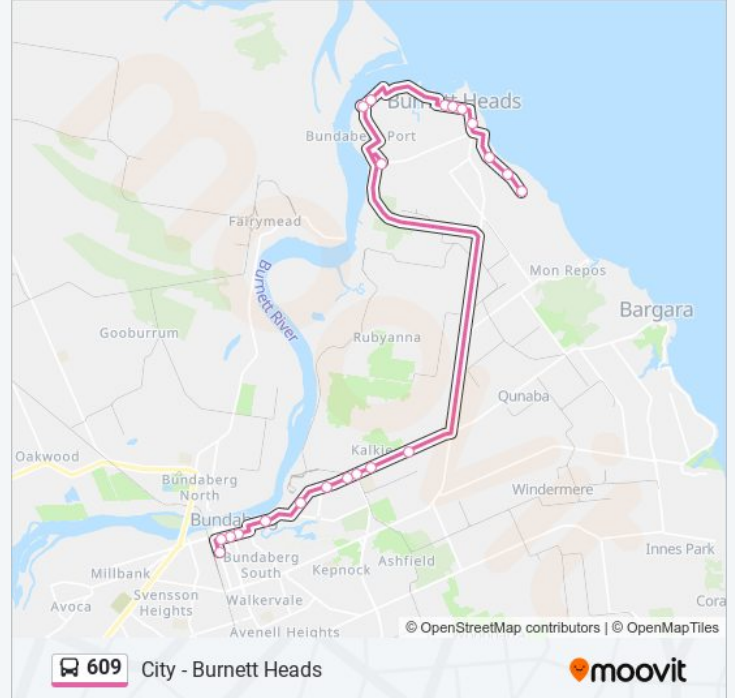 Burnett Heads
Bundaberg Port
Fairymead
Burnett River
Mon Repos
Bargara
Gooburrum
Rubyanna
Qunaba
Oakwood
Kalkie
Bundaberg
North
Windermere
Bundaberg
Innes Park
Bundaberg
South
Ashfield
Millbank
Kepnock
Svensson
Heights
Walkervale
Avoca
Cora
Avenell Heights
© OpenStreetMap contributors | © OpenMapTiles
609 City - Burnett Heads
moovit